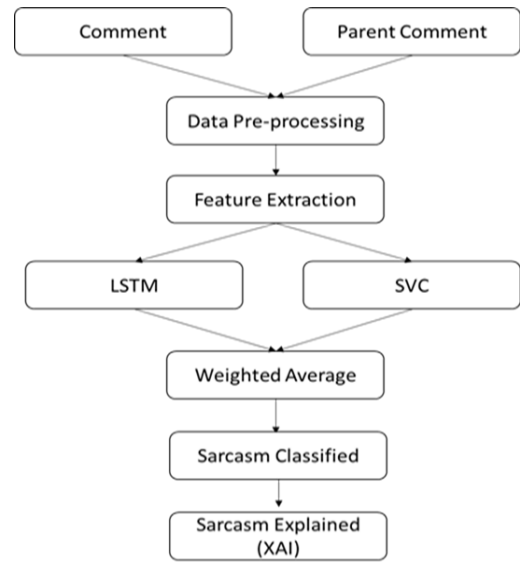 Comment
Parent Comment
Data Pre-processing
Feature Extraction
LSTM
SVC
Weighted Average
Sarcasm Classified
Sarcasm Explained
(XAI)